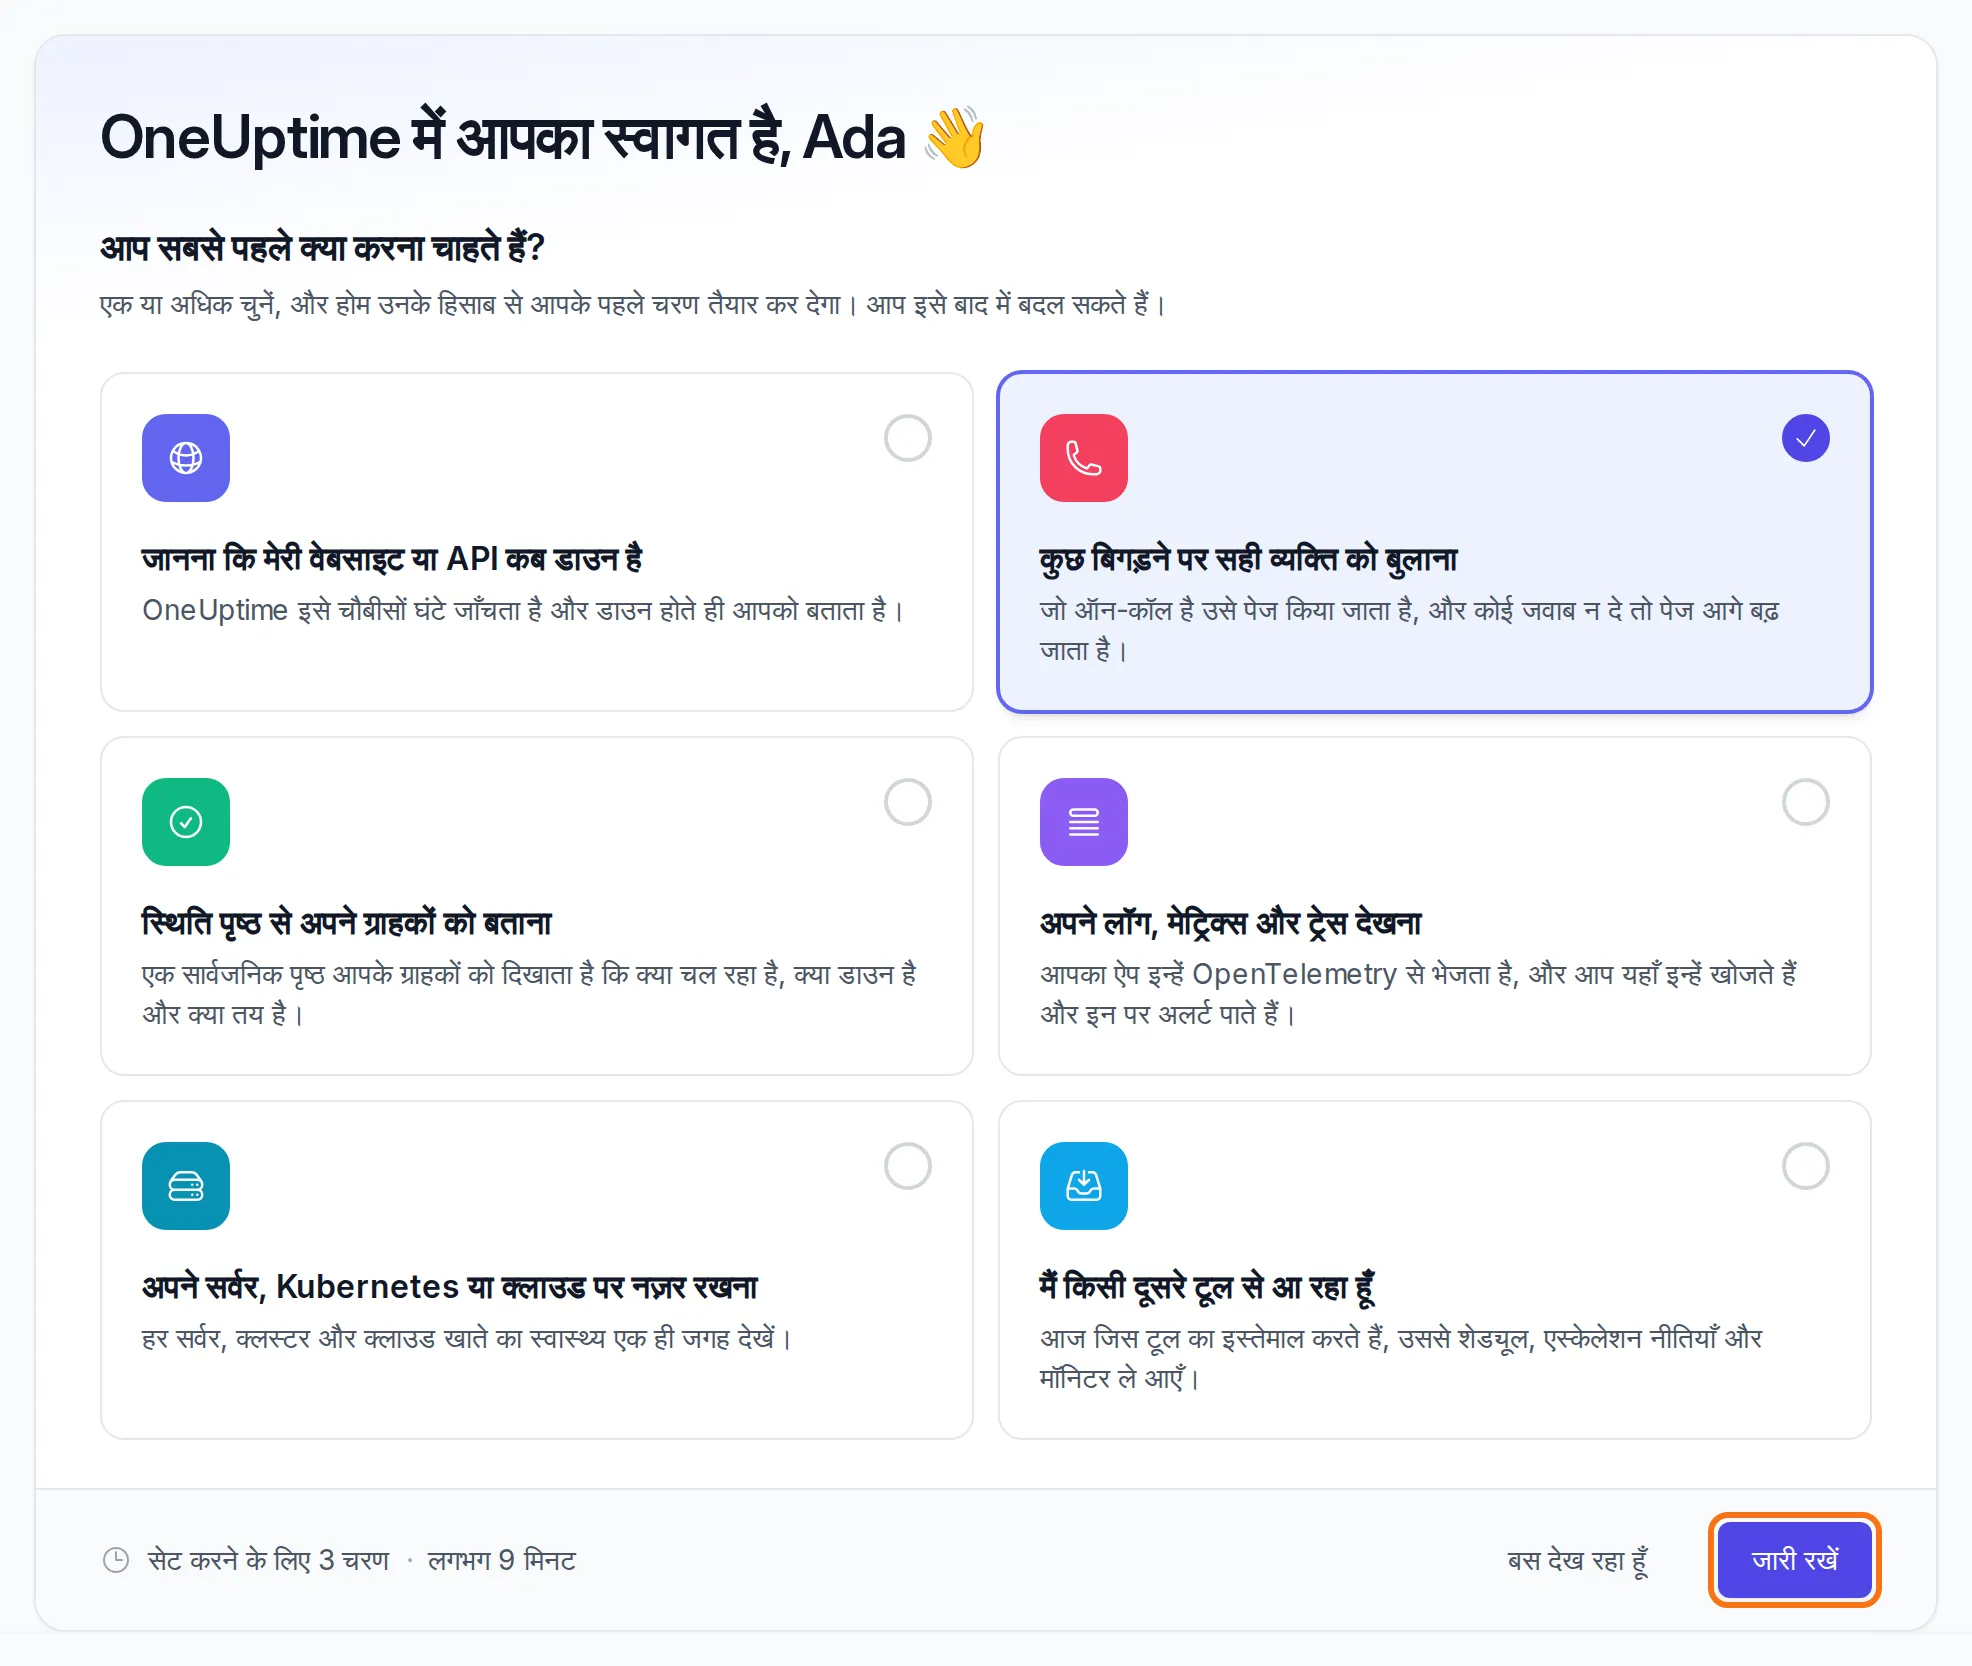 OneUptime में आपका स्वागत है, Ada 👋
आप सबसे पहले क्या करना चाहते हैं?
एक या अधिक चुनें, और होम उनके हिसाब से आपके पहले चरण तैयार कर देगा। आप इसे बाद में बदल सकते हैं।
जानना कि मेरी वेबसाइट या API कब डाउन है
OneUptime इसे चौबीसों घंटे जाँचता है और डाउन होते ही आपको बताता है।
कुछ बिगड़ने पर सही व्यक्ति को बुलाना
जो ऑन-कॉल है उसे पेज किया जाता है, और कोई जवाब न दे तो पेज आगे बढ़
जाता है।
स्थिति पृष्ठ से अपने ग्राहकों को बताना
एक सार्वजनिक पृष्ठ आपके ग्राहकों को दिखाता है कि क्या चल रहा है, क्या डाउन है
और क्या तय है।
अपने लॉग, मेट्रिक्स और ट्रेस देखना
आपका ऐप इन्हें OpenTelemetry से भेजता है, और आप यहाँ इन्हें खोजते हैं
और इन पर अलर्ट पाते हैं।
अपने सर्वर, Kubernetes या क्लाउड पर नज़र रखना
हर सर्वर, क्लस्टर और क्लाउड खाते का स्वास्थ्य एक ही जगह देखें।
मैं किसी दूसरे टूल से आ रहा हूँ
आज जिस टूल का इस्तेमाल करते हैं, उससे शेड्यूल, एस्केलेशन नीतियाँ और
मॉनिटर ले आएँ।
सेट करने के लिए 3 चरण · लगभग 9 मिनट
बस देख रहा हूँ
जारी रखें